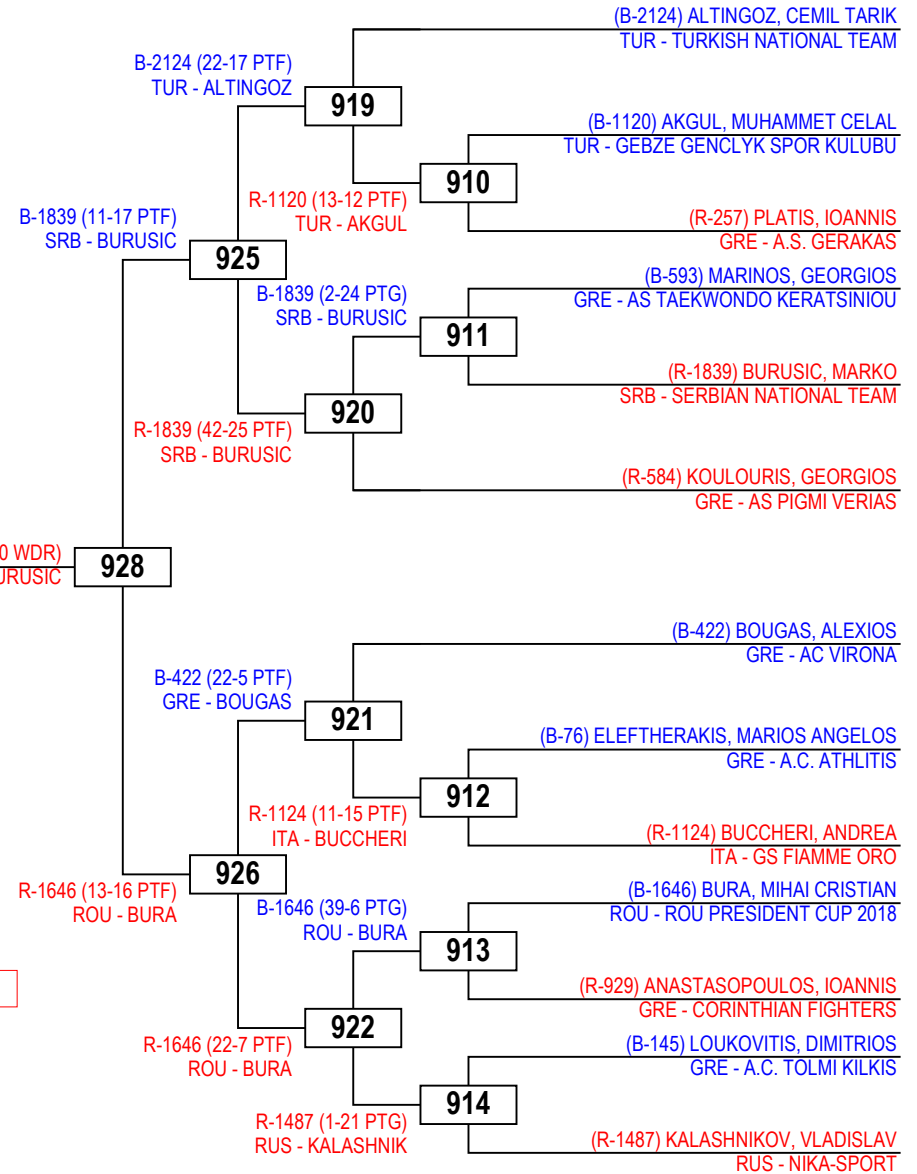 (B-2124) ALTINGOZ, CEMIL TARIK
TUR - TURKISH NATIONAL TEAM
B-2124 (22-17 PTF)
TUR - ALTINGOZ
919
(B-1120) AKGUL, MUHAMMET CELAL
TUR - GEBZE GENCLYK SPOR KULUBU
910
R-1120 (13-12 PTF)
TUR - AKGUL
(R-257) PLATIS, IOANNIS
GRE - A.S. GERAKAS
B-1839 (11-17 PTF)
SRB - BURUSIC
925
(B-593) MARINOS, GEORGIOS
GRE - AS TAEKWONDO KERATSINIOU
B-1839 (2-24 PTG)
SRB - BURUSIC
911
(R-1839) BURUSIC, MARKO
SRB - SERBIAN NATIONAL TEAM
920
R-1839 (42-25 PTF)
SRB - BURUSIC
(R-584) KOULOURIS, GEORGIOS
GRE - AS PIGMI VERIAS
0 WDR)
URUSIC
928
(B-422) BOUGAS, ALEXIOS
GRE - AC VIRONA
B-422 (22-5 PTF)
GRE - BOUGAS
921
(B-76) ELEFTHERAKIS, MARIOS ANGELOS
GRE - A.C. ATHLITIS
912
R-1124 (11-15 PTF)
ITA - BUCCHERI
(R-1124) BUCCHERI, ANDREA
ITA - GS FIAMME ORO
926
R-1646 (13-16 PTF)
ROU - BURA
(B-1646) BURA, MIHAI CRISTIAN
ROU - ROU PRESIDENT CUP 2018
B-1646 (39-6 PTG)
ROU - BURA
913
(R-929) ANASTASOPOULOS, IOANNIS
GRE - CORINTHIAN FIGHTERS
922
R-1646 (22-7 PTF)
ROU - BURA
(B-145) LOUKOVITIS, DIMITRIOS
GRE - A.C. TOLMI KILKIS
914
R-1487 (1-21 PTG)
RUS - KALASHNIK
(R-1487) KALASHNIKOV, VLADISLAV
RUS - NIKA-SPORT